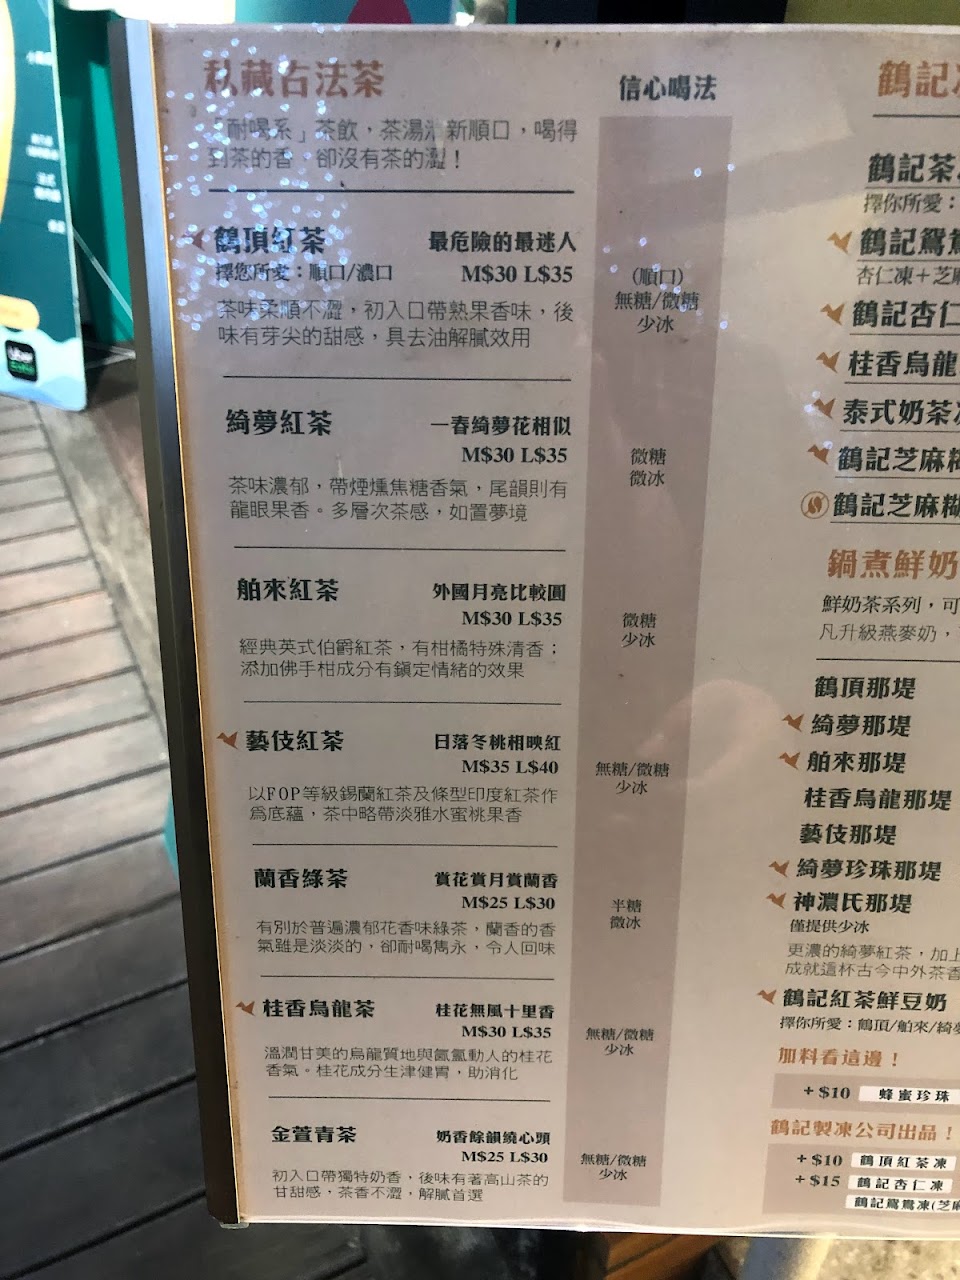 私藏古法茶
「耐喝系」茶飲，茶湯清新順口，喝得
到茶的香，卻沒有茶的澀！
信心喝法
鶴頂紅茶 最危險的最迷人
擇您所愛：順口/濃口 M$30 L$35
茶味柔順不澀，初入口帶熟果香味，後
味有芽尖的甜感，具去油解膩效用
（順口）
無糖/微糖
少冰
綺夢紅茶 一春綺夢花相似
M$30 L$35
茶味濃郁，帶煙燻焦糖香氣，尾韻則有
龍眼果香。多層次茶感，如置夢境
微糖
微冰
舶來紅茶 外國月亮比較圓
M$30 L$35
經典英式伯爵紅茶，有柑橘特殊清香；
添加佛手柑成分有鎮定情緒的效果
微糖
少冰
藝伎紅茶 日落冬桃相映紅
M$35 L$40
以FOP等級錫蘭紅茶及條型印度紅茶作
為底蘊，茶中略帶淡雅水蜜桃果香
無糖/微糖
少冰
蘭香綠茶 賞花賞月賞蘭香
M$25 L$30
有別於普遍濃郁花香味綠茶，蘭香的香
氣雖是淡淡的，卻耐喝雋永，令人回味
半糖
微冰
桂香烏龍茶 桂花無風十里香
M$30 L$35
溫潤甘美的烏龍質地與氤氳動人的桂花
香氣。桂花成分生津健胃，助消化
無糖/微糖
少冰
金萱青茶 奶香餘韻繞心頭
M$25 L$30
初入口帶獨特奶香，後味有著高山茶的
甘甜感，茶香不澀，解膩首選
無糖/微糖
少冰
鶴記
鶴記茶
擇你所愛：
鶴記鴛
杏仁凍＋芝
鶴記杏仁
桂香烏龍
泰式奶茶
鶴記芝麻糊
鶴記芝麻糊
鍋煮鮮奶
鮮奶茶系列，可
凡升級燕麥奶，
鶴頂那堤
綺夢那堤
舶來那堤
桂香烏龍那堤
藝伎那堤
綺夢珍珠那堤
神濃氏那堤
僅提供少冰
更濃的綺夢紅茶，加上
成就這杯古今中外茶香
鶴記紅茶鮮豆奶
擇你所愛：鶴頂/舶來/綺夢
加料看這邊！
+$10 蜂蜜珍珠
鶴記製凍公司出品！
+$10 鶴頂紅茶凍
+$15 鶴記杏仁凍
鶴記鴛鴦凍(芝麻